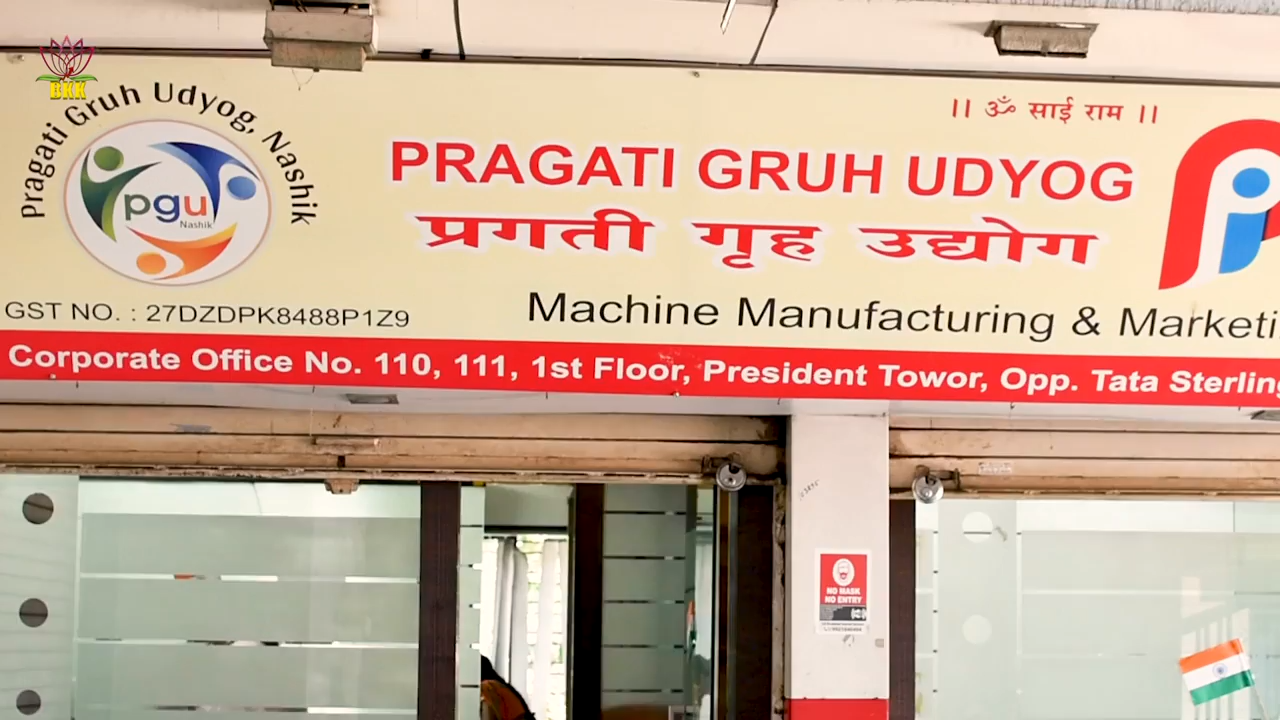 BKK
Pragati Gruh Udyog, Nashik
pgu
Nashik
|| ॐ साई राम ||
PRAGATI GRUH UDYOG
प्रगती गृह उद्योग
GST NO. : 27DZDPK8488P1Z9
Machine Manufacturing & Marketi
Corporate Office No. 110, 111, 1st Floor, President Towor, Opp. Tata Sterling
NO MASK
NO ENTRY